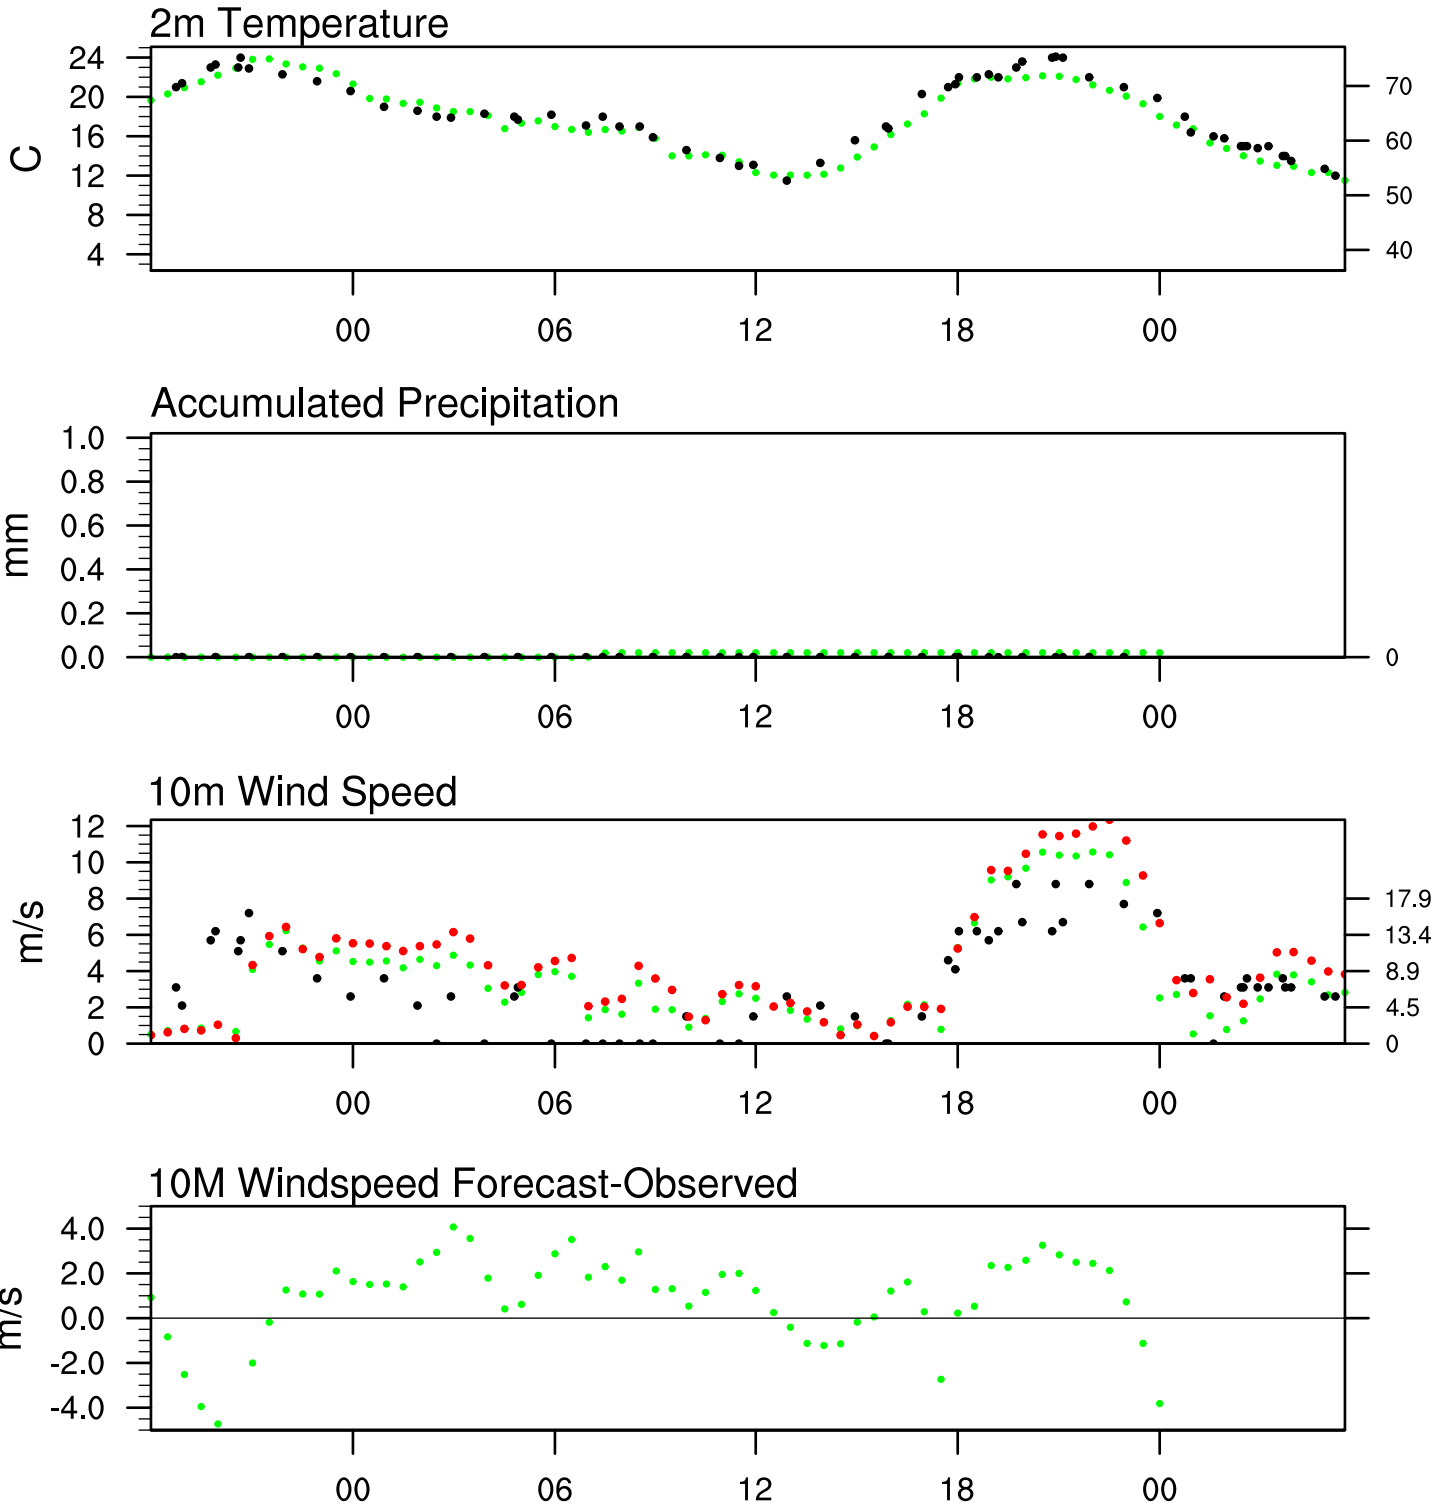 2m Temperature
24
20
16
12
8
4
C
70
60
50
40
00 06 12 18 00
Accumulated Precipitation
1.0
0.8
0.6
0.4
0.2
0.0
mm
0
00 06 12 18 00
10m Wind Speed
12
10
8
6
4
2
0
m/s
17.9
13.4
8.9
4.5
0
00 06 12 18 00
10M Windspeed Forecast-Observed
4.0
2.0
0.0
-2.0
-4.0
m/s
00 06 12 18 00